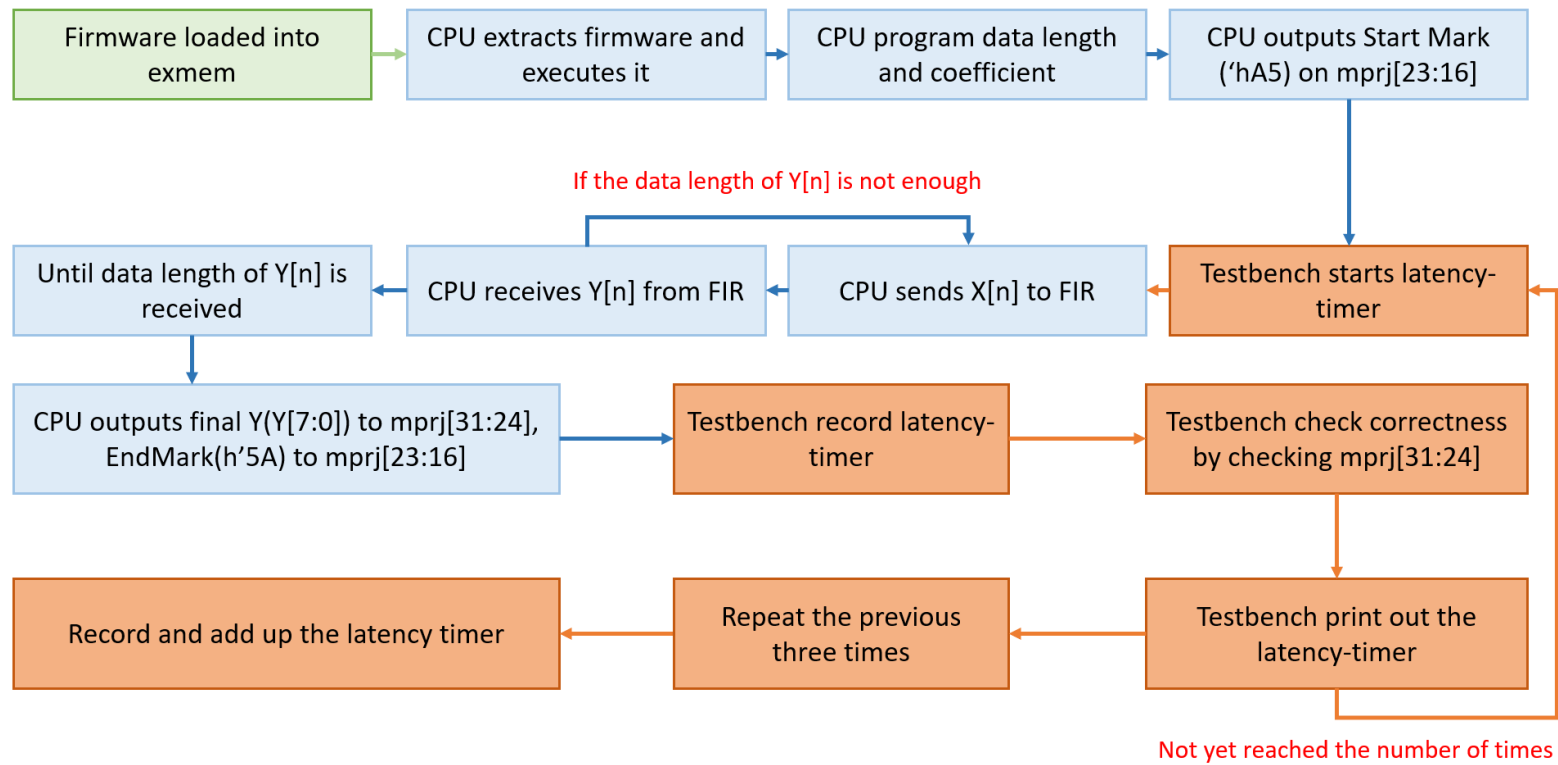 Firmware loaded into
exmem
CPU extracts firmware and
executes it
CPU program data length
and coefficient
CPU outputs Start Mark
(‘hA5) on mprj[23:16]
If the data length of Y[n] is not enough
Until data length of Y[n] is
received
CPU receives Y[n] from FIR
CPU sends X[n] to FIR
Testbench starts latency-
timer
CPU outputs final Y(Y[7:0]) to mprj[31:24],
EndMark(h’5A) to mprj[23:16]
Testbench record latency-
timer
Testbench check correctness
by checking mprj[31:24]
Record and add up the latency timer
Repeat the previous
three times
Testbench print out the
latency-timer
Not yet reached the number of times